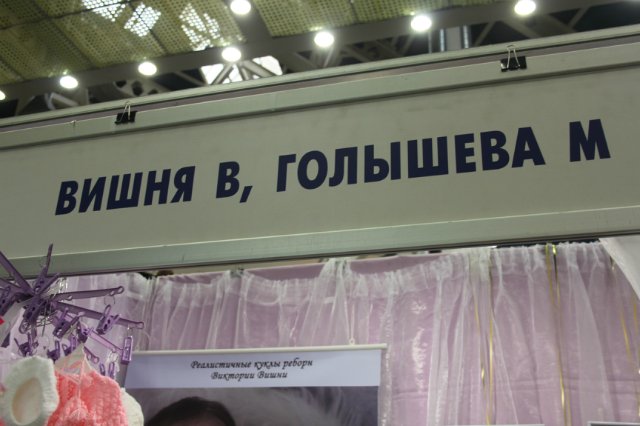 ВИШНЯ В, ГОЛЫШЕВА М
Реалистичные куклы реборн
Виктории Вишни